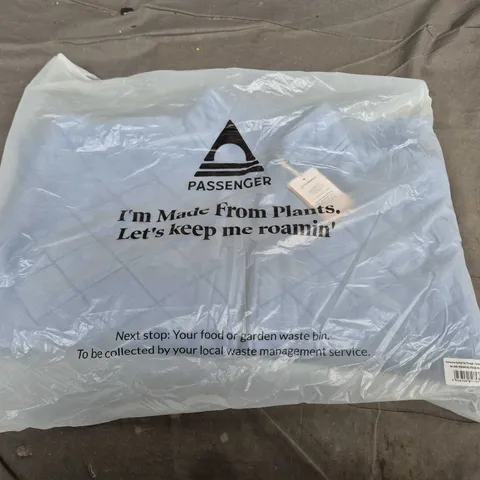 PASSENGER
I'm Made From Plants.
Let's keep me roamin'
Next stop: Your food or garden waste bin.
To be collected by your local waste management service.